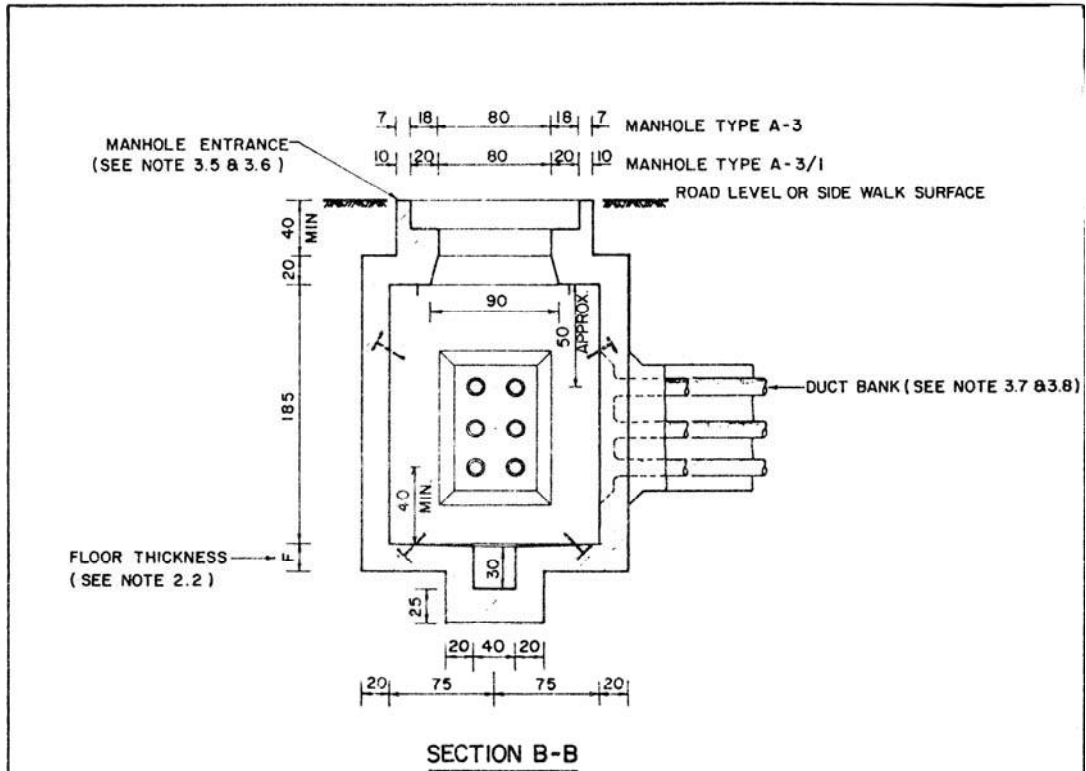 7 18 80 18 7 MANHOLE TYPE A-3
MANHOLE ENTRANCE
(SEE NOTE 3.5 & 3.6)
10 20 80 20 10 MANHOLE TYPE A-3/1
ROAD LEVEL OR SIDE WALK SURFACE
40
MIN
20
90
50
APPROX.
185
DUCT BANK (SEE NOTE 3.7 & 3.8)
40
MIN.
FLOOR THICKNESS
(SEE NOTE 2.2)
F
30
25
20 40 20
20 75 75 20
SECTION B-B